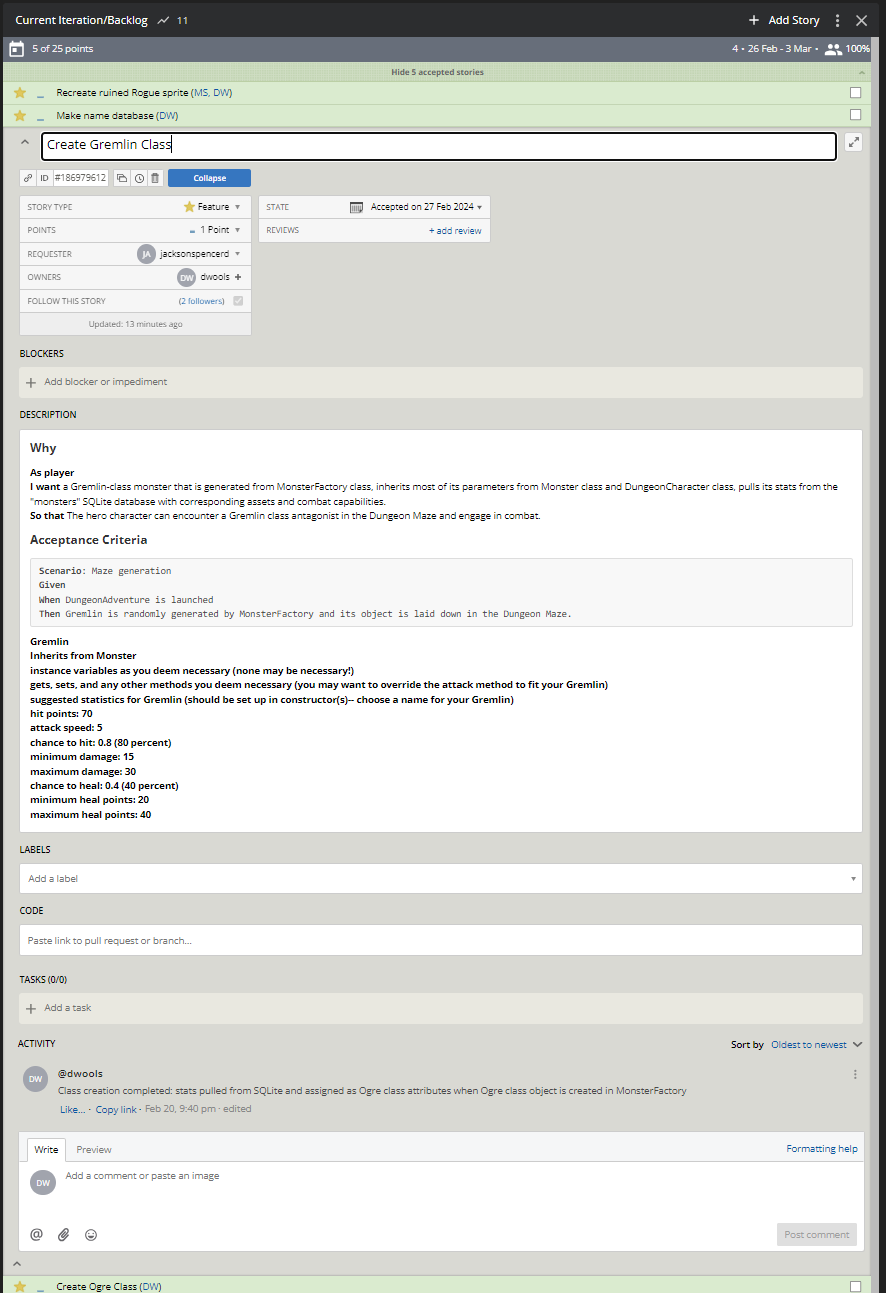 Current Iteration/Backlog 11 + Add Story
5 of 25 points 4 • 26 Feb - 3 Mar • 100%
Hide 5 accepted stories
Recreate ruined Rogue sprite (MS, DW)
Make name database (DW)
Create Gremlin Class
ID #186979612 Collapse
STORY TYPE Feature
STATE Accepted on 27 Feb 2024
POINTS 1 Point
REVIEWS + add review
REQUESTER JA jacksonspencerd
OWNERS DW dwools +
FOLLOW THIS STORY (2 followers)
Updated: 13 minutes ago
BLOCKERS
+ Add blocker or impediment
DESCRIPTION
Why
As player
I want a Gremlin-class monster that is generated from MonsterFactory class, inherits most of its parameters from Monster class and DungeonCharacter class, pulls its stats from the
"monsters" SQLite database with corresponding assets and combat capabilities.
So that The hero character can encounter a Gremlin class antagonist in the Dungeon Maze and engage in combat.
Acceptance Criteria
Scenario: Maze generation
Given
When DungeonAdventure is launched
Then Gremlin is randomly generated by MonsterFactory and its object is laid down in the Dungeon Maze.
Gremlin
Inherits from Monster
instance variables as you deem necessary (none may be necessary!)
gets, sets, and any other methods you deem necessary (you may want to override the attack method to fit your Gremlin)
suggested statistics for Gremlin (should be set up in constructor(s)-- choose a name for your Gremlin)
hit points: 70
attack speed: 5
chance to hit: 0.8 (80 percent)
minimum damage: 15
maximum damage: 30
chance to heal: 0.4 (40 percent)
minimum heal points: 20
maximum heal points: 40
LABELS
Add a label
CODE
Paste link to pull request or branch...
TASKS (0/0)
+ Add a task
ACTIVITY Sort by Oldest to newest
DW @dwools
Class creation completed: stats pulled from SQLite and assigned as Ogre class attributes when Ogre class object is created in MonsterFactory
Like... • Copy link • Feb 20, 9:40 pm • edited
Write Preview Formatting help
DW Add a comment or paste an image
@ Post comment
Create Ogre Class (DW)